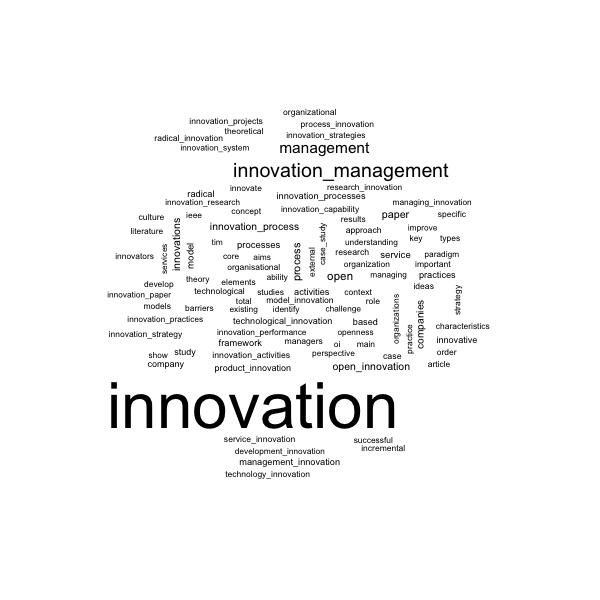 organizational
innovation_projects
process_innovation
theoretical
radical_innovation
innovation_strategies
innovation_system
management
innovation_management
innovate
research_innovation
radical
innovation_processes
innovation_research
managing_innovation
culture
ieee
concept
innovation_capability
paper
specific
results
literature
innovations
innovation_process
case_study
approach
improve
tim
processes
understanding
key
types
innovators
services
model
core
aims
process
external
research
service
paradigm
organisational
organization
important
develop
theory
elements
ability
open
managing
practices
innovation_paper
technological
studies
activities
context
ideas
strategy
models
barriers
total
model_innovation
role
organizations
existing
identify
challenge
companies
innovation_practices
technological_innovation
based
practice
characteristics
innovation_strategy
innovation_performance
openness
framework
managers
oi
main
innovative
show
study
innovation_activities
perspective
case
order
company
product_innovation
open_innovation
article
innovation
service_innovation
successful
development_innovation
incremental
management_innovation
technology_innovation